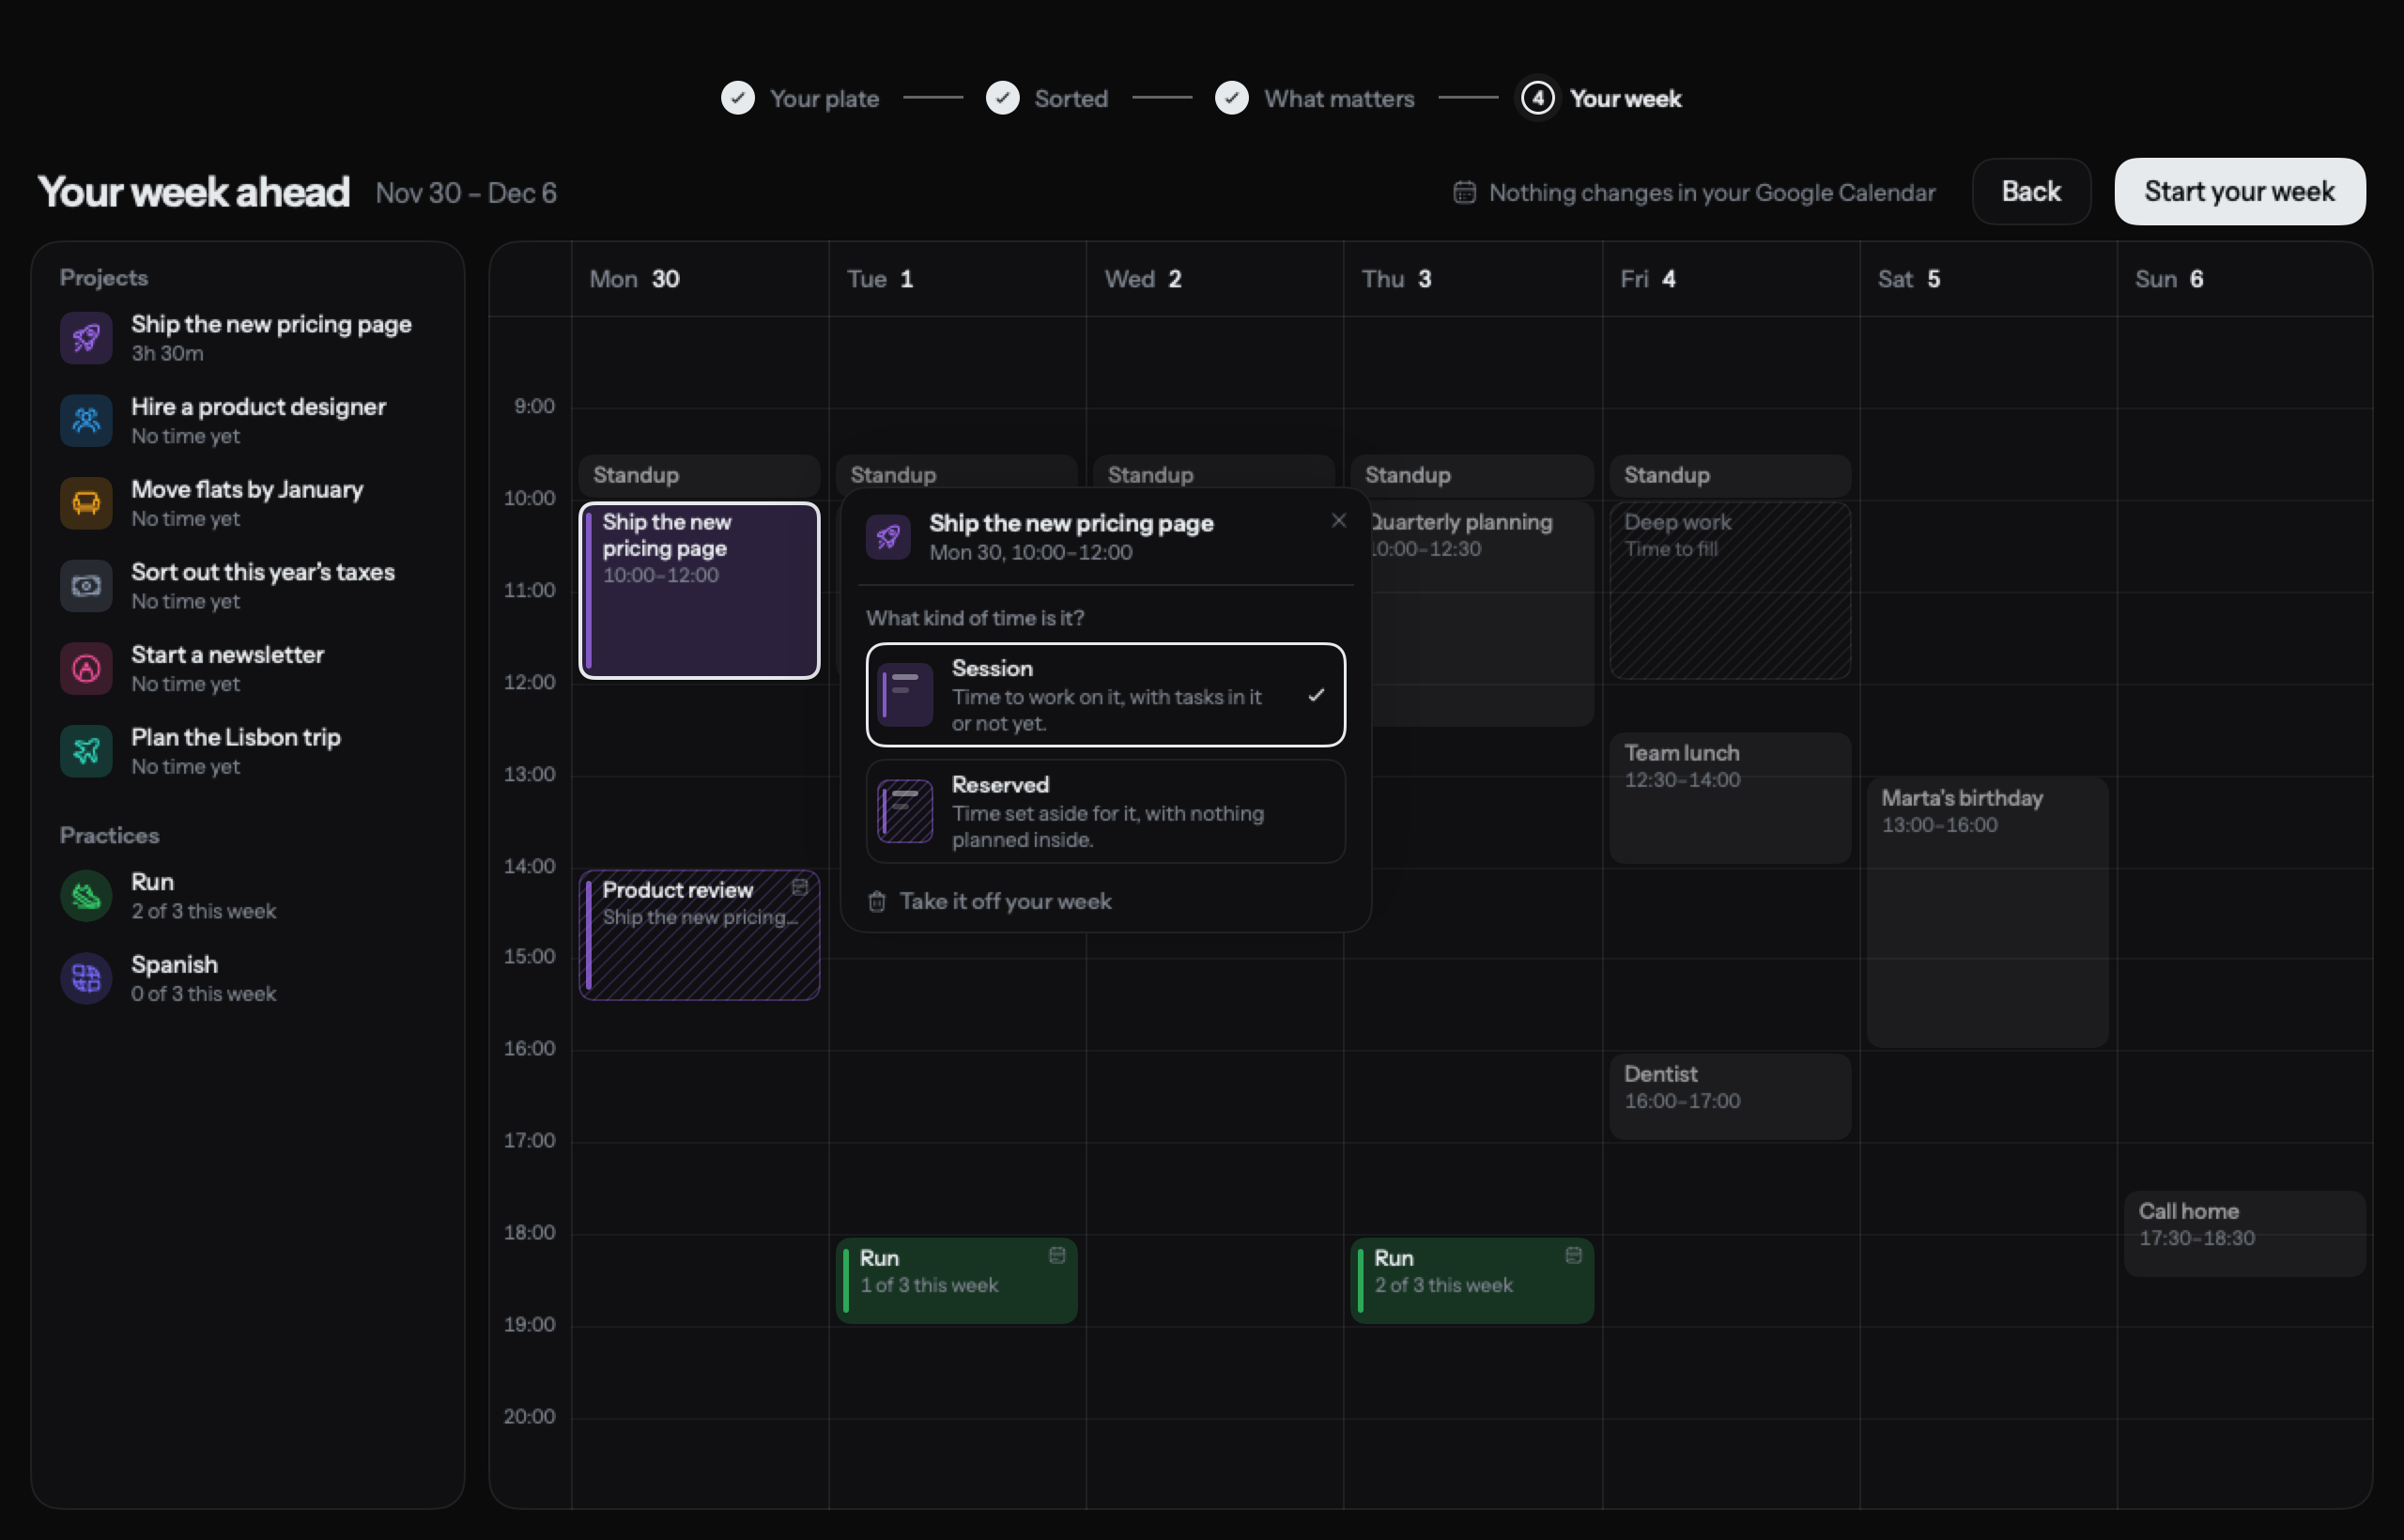 Your plate
Sorted
What matters
4 Your week
Your week ahead Nov 30 – Dec 6
Nothing changes in your Google Calendar
Back
Start your week
Projects
Ship the new pricing page
3h 30m
Hire a product designer
No time yet
Move flats by January
No time yet
Sort out this year’s taxes
No time yet
Start a newsletter
No time yet
Plan the Lisbon trip
No time yet
Practices
Run
2 of 3 this week
Spanish
0 of 3 this week
Mon 30
Tue 1
Wed 2
Thu 3
Fri 4
Sat 5
Sun 6
9:00
10:00
11:00
12:00
13:00
14:00
15:00
16:00
17:00
18:00
19:00
20:00
Standup
Ship the new
pricing page
10:00–12:00
Product review
Ship the new pricing...
Standup
Run
1 of 3 this week
Standup
Ship the new pricing page
Mon 30, 10:00–12:00
What kind of time is it?
Session
Time to work on it, with tasks in it
or not yet.
Reserved
Time set aside for it, with nothing
planned inside.
Take it off your week
Standup
Quarterly planning
10:00–12:30
Run
2 of 3 this week
Standup
Deep work
Time to fill
Team lunch
12:30–14:00
Dentist
16:00–17:00
Marta’s birthday
13:00–16:00
Call home
17:30–18:30